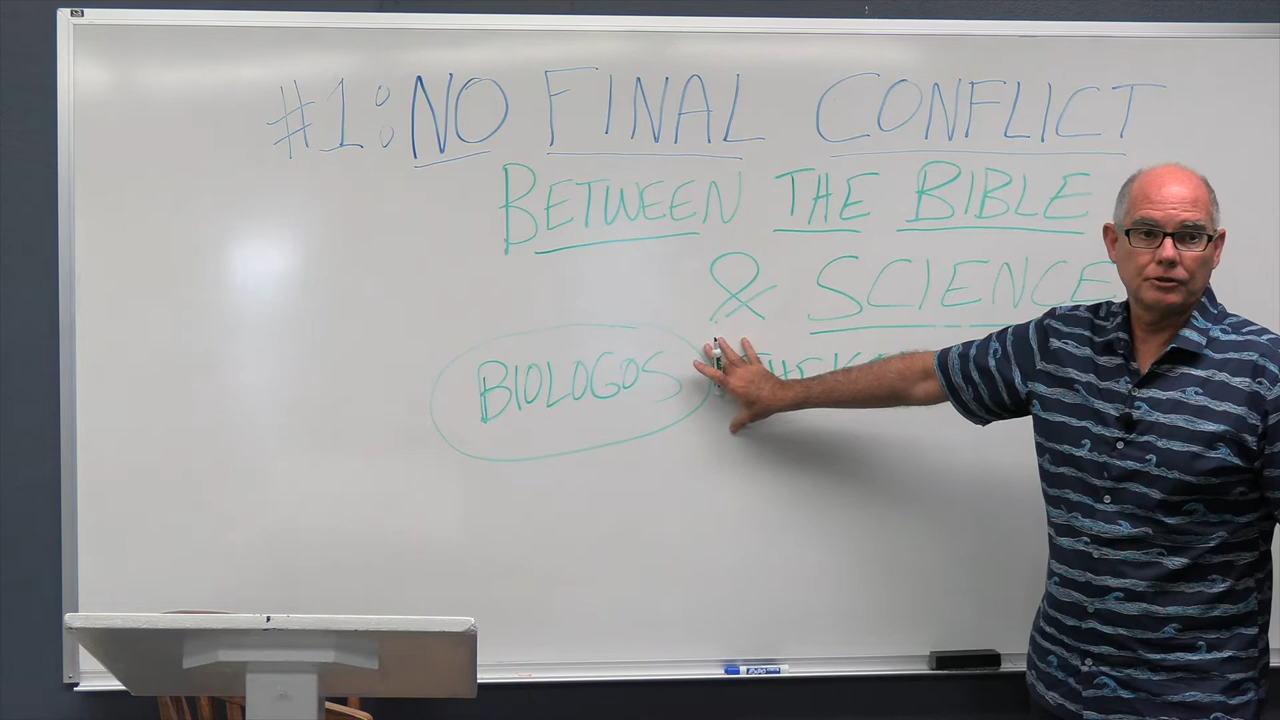 #1: NO FINAL CONFLICT
BETWEEN THE BIBLE
& SCIENCE
BIOLOGOS